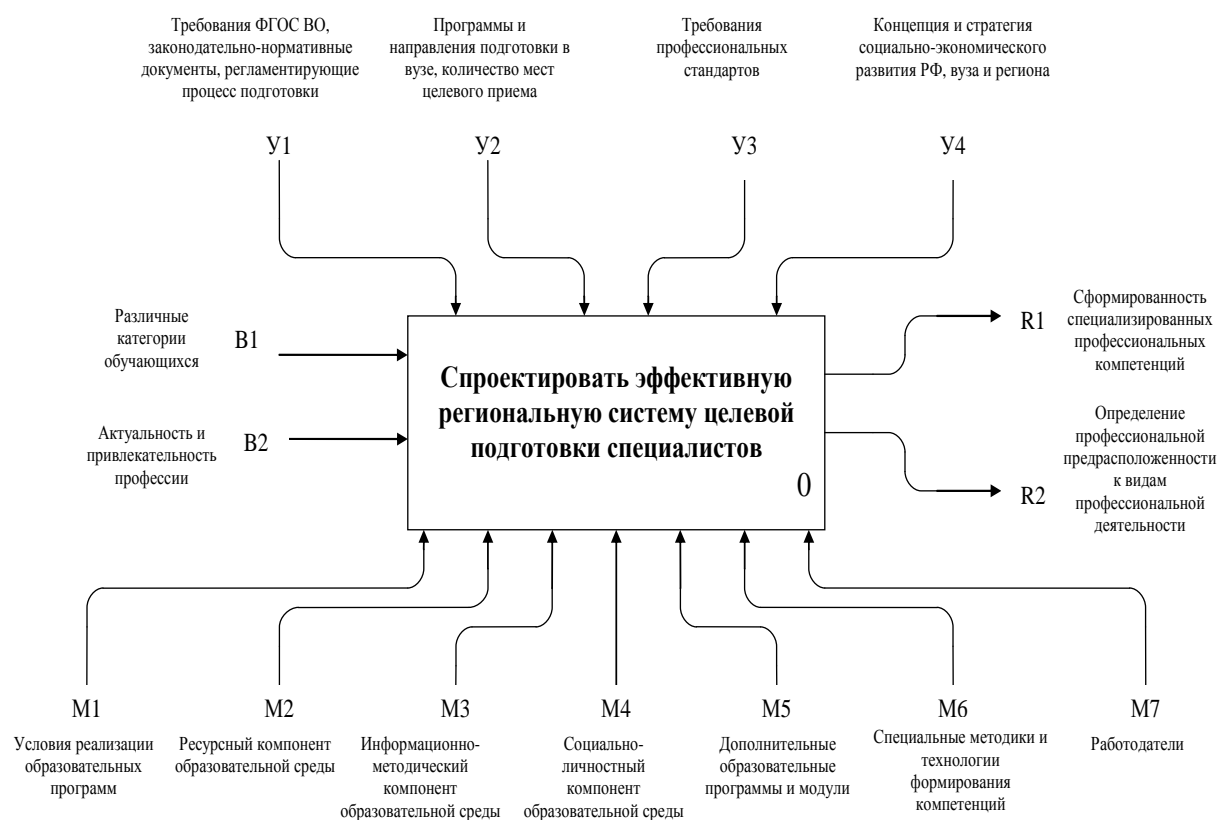 Требования ФГОС ВО,
законодательно-нормативные
документы, регламентирующие
процесс подготовки
Программы и
направления подготовки в
вузе, количество мест
целевого приема
Требования
профессиональных
стандартов
Концепция и стратегия
социально-экономического
развития РФ, вуза и региона
У1
У2
У3
У4
Различные
категории
обучающихся
В1
Актуальность и
привлекательность
профессии
В2
Спроектировать эффективную
региональную систему целевой
подготовки специалистов
0
R1
Сформированность
специализированных
профессиональных
компетенций
R2
Определение
профессиональной
предрасположенности
к видам
профессиональной
деятельности
М1
М2
М3
М4
М5
М6
М7
Условия реализации
образовательных
программ
Ресурсный компонент
образовательной среды
Информационно-
методический
компонент
образовательной среды
Социально-
личностный
компонент
образовательной среды
Дополнительные
образовательные
программы и модули
Специальные методики и
технологии
формирования
компетенций
Работодатели